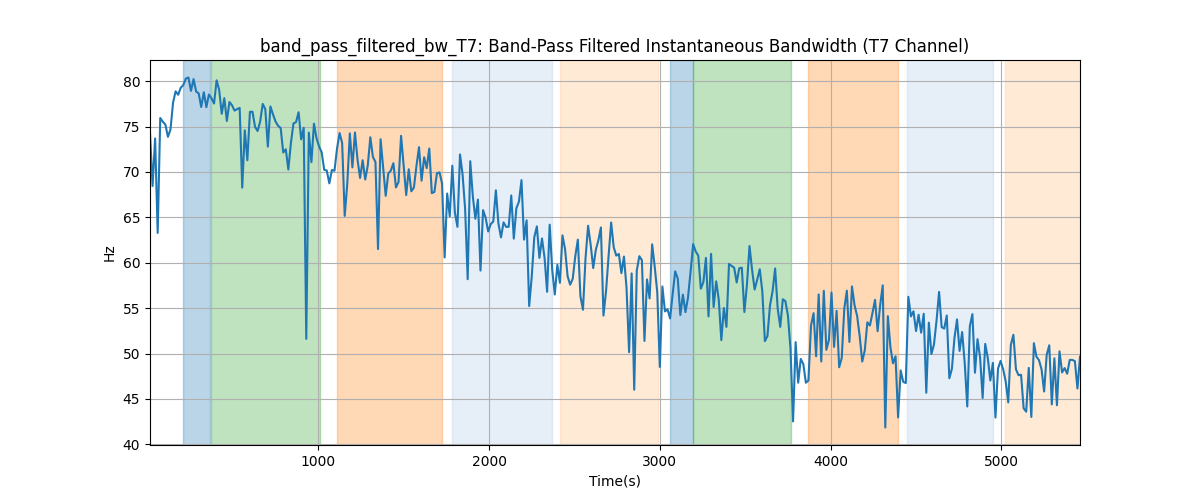 band_pass_filtered_bw_T7: Band-Pass Filtered Instantaneous Bandwidth (T7 Channel)
80
75
70
65
60
55
50
45
40
Hz
1000 2000 3000 4000 5000
Time(s)